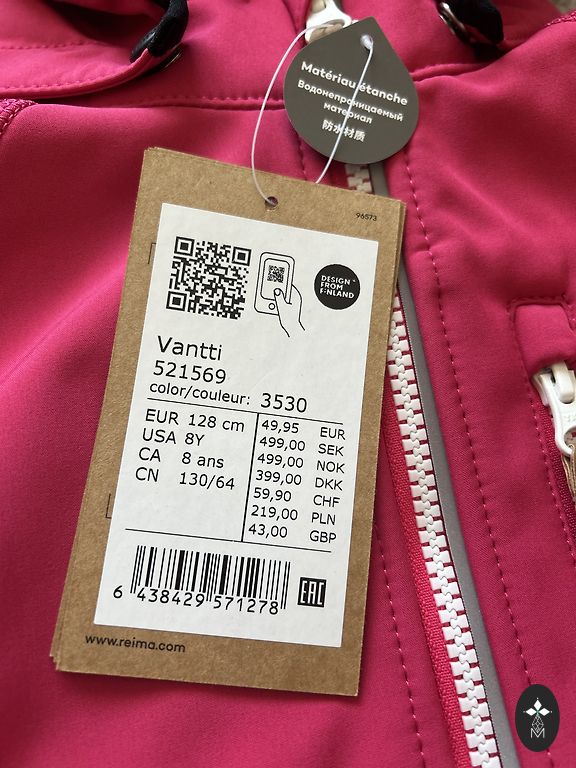 Matériau étanche
Водонепроницаемый
материал
防水材质
96573
DESIGN
FROM
FINLAND
Vantti
521569
color/couleur: 3530
EUR 128 cm
USA 8Y
CA 8 ans
CN 130/64
49,95 EUR
499,00 SEK
499,00 NOK
399,00 DKK
59,90 CHF
219,00 PLN
43,00 GBP
6 438429 571278
EAC
www.reima.com
M